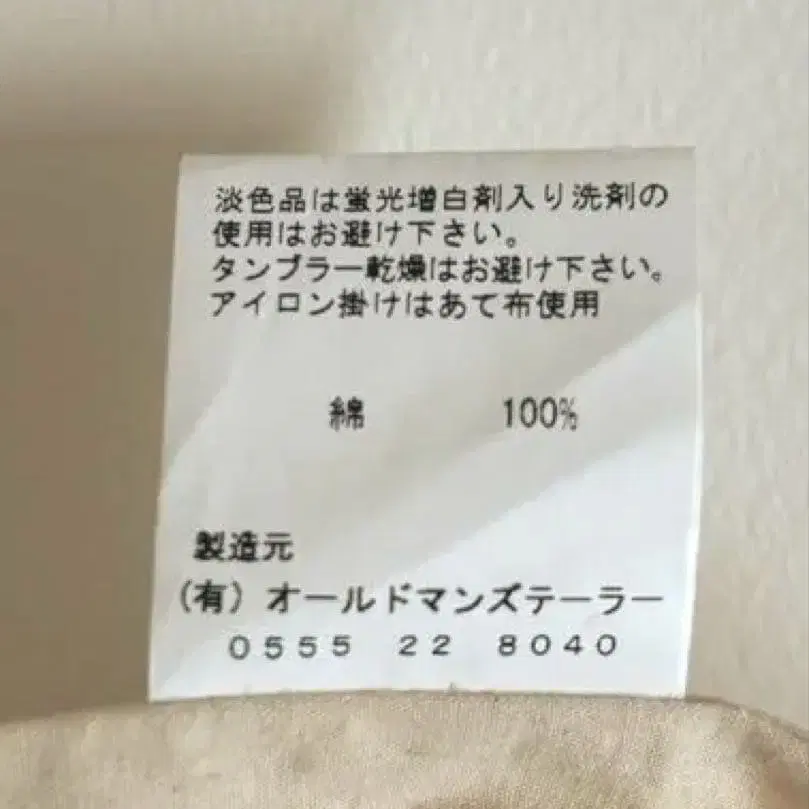 淡色品は蛍光増白剤入り洗剤の
使用はお避け下さい。
タンブラー乾燥はお避け下さい。
アイロン掛けはあて布使用
綿 100%
製造元
(有) オールドマンズテーラー
0555 22 8040